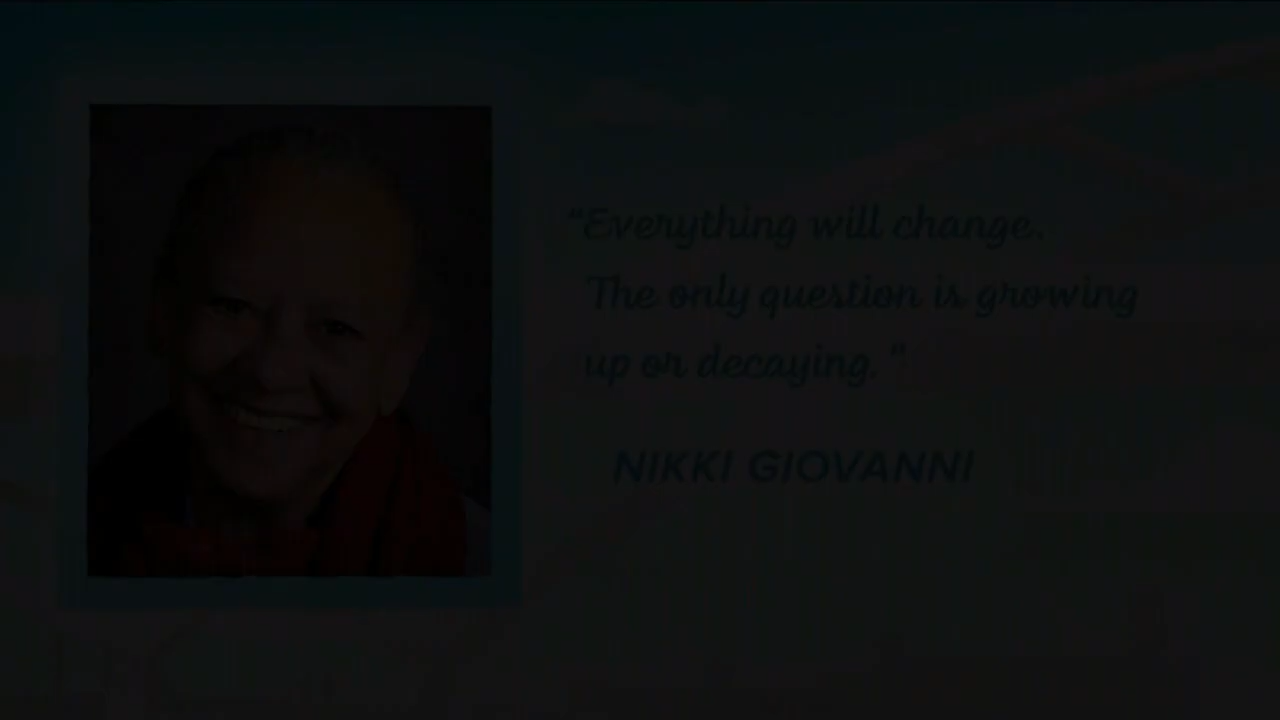 “Everything will change.
The only question is growing
up or decaying.”
NIKKI GIOVANNI